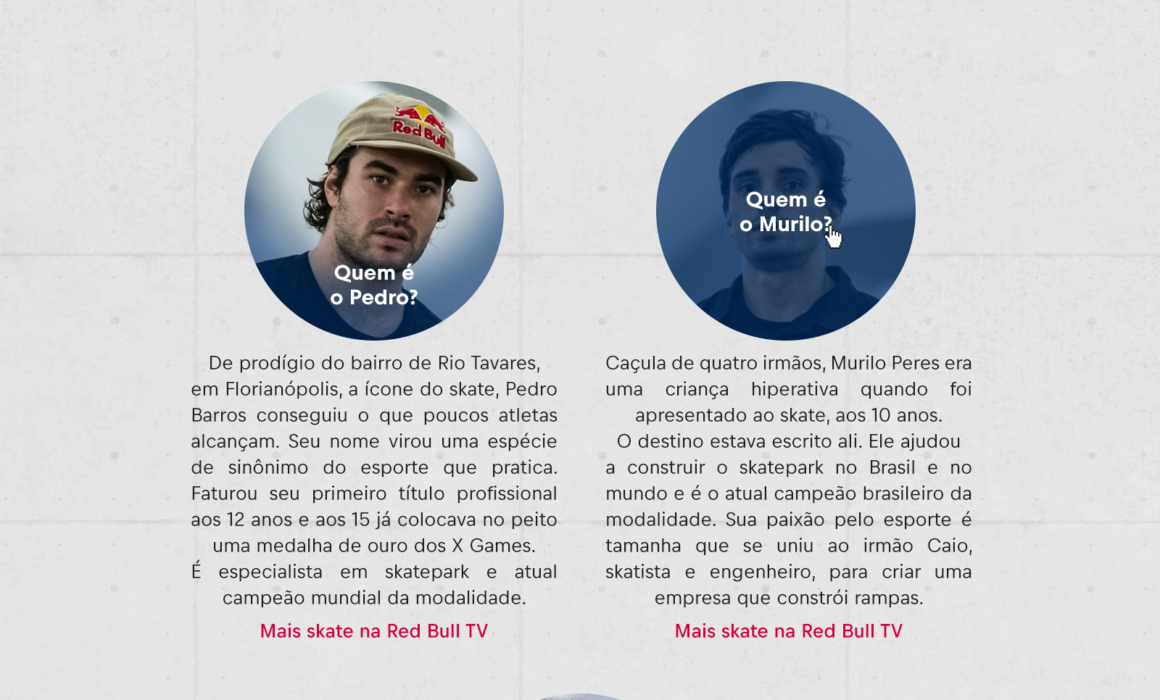 Red Bull
Quem é
o Pedro?
De prodígio do bairro de Rio Tavares,
em Florianópolis, a ícone do skate, Pedro
Barros conseguiu o que poucos atletas
alcançam. Seu nome virou uma espécie
de sinônimo do esporte que pratica.
Faturou seu primeiro título profissional
aos 12 anos e aos 15 já colocava no peito
uma medalha de ouro dos X Games.
É especialista em skatepark e atual
campeão mundial da modalidade.
Mais skate na Red Bull TV
Quem é
o Murilo?
Caçula de quatro irmãos, Murilo Peres era
uma criança hiperativa quando foi
apresentado ao skate, aos 10 anos.
O destino estava escrito ali. Ele ajudou
a construir o skatepark no Brasil e no
mundo e é o atual campeão brasileiro da
modalidade. Sua paixão pelo esporte é
tamanha que se uniu ao irmão Caio,
skatista e engenheiro, para criar uma
empresa que constrói rampas.
Mais skate na Red Bull TV